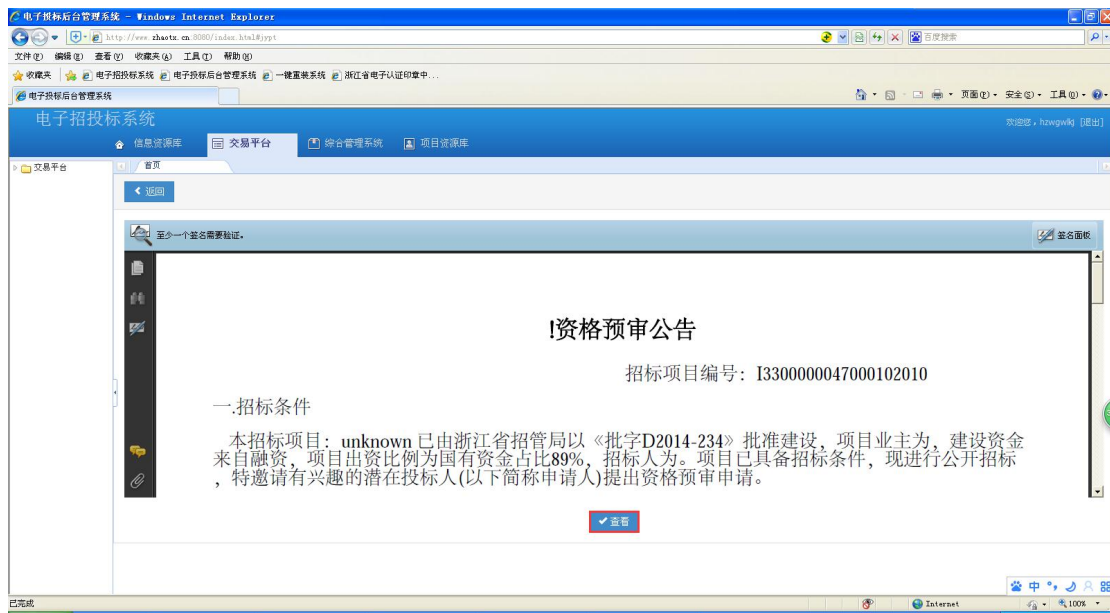 电子投标后台管理系统 - Windows Internet Explorer
http://www.zhaotx.cn:8080/index.html#jypt
百度搜索
文件(F) 编辑(E) 查看(V) 收藏夹(A) 工具(T) 帮助(H)
收藏夹 电子招投标系统 电子投标后台管理系统 一键重装系统 浙江省电子认证印章中...
电子投标后台管理系统
页面(P) 安全(S) 工具(O)
电子招投标系统
欢迎您，hzwgwlkj [退出]
信息资源库 交易平台 综合管理系统 项目资源库
交易平台
首页
返回
至少一个签名需要验证。
签名面板
!资格预审公告
招标项目编号：I3300000047000102010
一.招标条件
本招标项目：unknown 已由浙江省招管局以《批字D2014-234》批准建设，项目业主为，建设资金
来自融资，项目出资比例为国有资金占比89%，招标人为。项目已具备招标条件，现进行公开招标
，特邀请有兴趣的潜在投标人(以下简称申请人)提出资格预审申请。
查看
中
已完成
Internet
100%